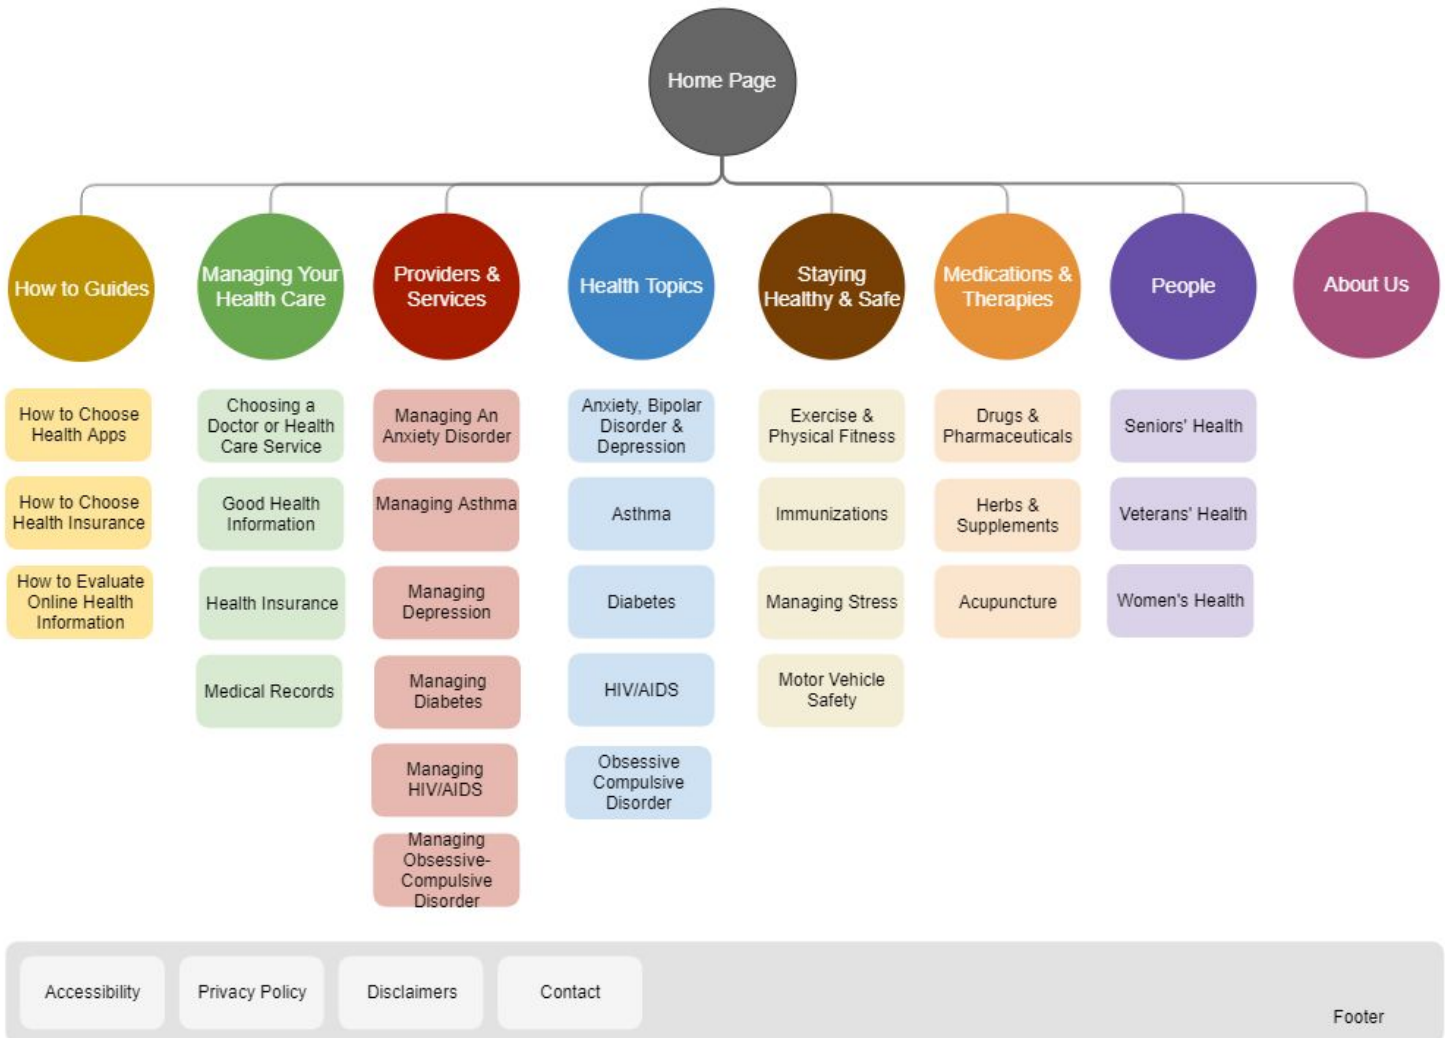 Home Page
How to Guides
Managing Your
Health Care
Providers &
Services
Health Topics
Staying
Healthy & Safe
Medications &
Therapies
People
About Us
How to Choose
Health Apps
How to Choose
Health Insurance
How to Evaluate
Online Health
Information
Choosing a
Doctor or Health
Care Service
Good Health
Information
Health Insurance
Medical Records
Managing An
Anxiety Disorder
Managing Asthma
Managing
Depression
Managing
Diabetes
Managing
HIV/AIDS
Managing
Obsessive-
Compulsive
Disorder
Anxiety, Bipolar
Disorder &
Depression
Asthma
Diabetes
HIV/AIDS
Obsessive
Compulsive
Disorder
Exercise &
Physical Fitness
Immunizations
Managing Stress
Motor Vehicle
Safety
Drugs &
Pharmaceuticals
Herbs &
Supplements
Acupuncture
Seniors' Health
Veterans' Health
Women's Health
Accessibility
Privacy Policy
Disclaimers
Contact
Footer